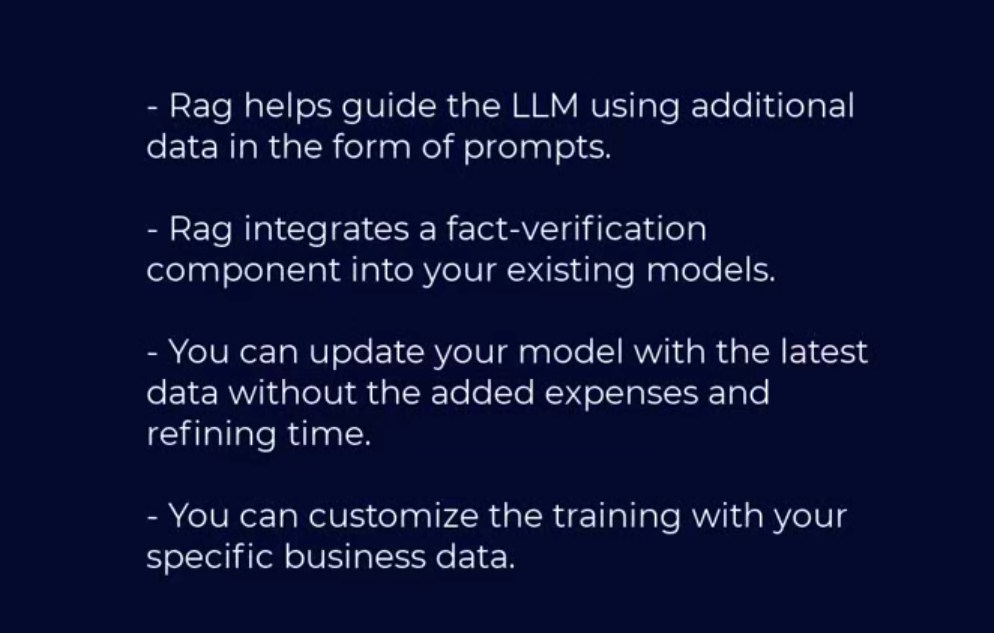 - Rag helps guide the LLM using additional
data in the form of prompts.
- Rag integrates a fact-verification
component into your existing models.
- You can update your model with the latest
data without the added expenses and
refining time.
- You can customize the training with your
specific business data.